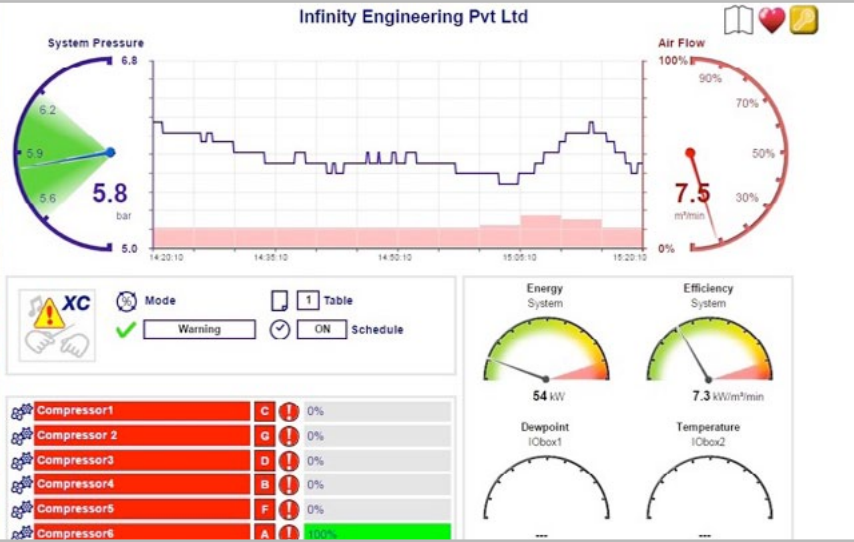 Infinity Engineering Pvt Ltd
System Pressure
6.8
6.2
5.9
5.6
5.8
bar
5.0
14:20:10 14:35:10 14:50:10 15:05:10 15:20:10
Air Flow
100%
90%
70%
50%
30%
7.5
m³/min
0%
XC
% Mode
1 Table
Warning
ON Schedule
Compressor1 C ! 0%
Compressor 2 G ! 0%
Compressor3 D ! 0%
Compressor4 B ! 0%
Compressor5 F ! 0%
Compressor6 A ! 100%
Energy
System
54 kW
Efficiency
System
7.3 kW/m³/min
Dewpoint
IObox1
---
Temperature
IObox2
---